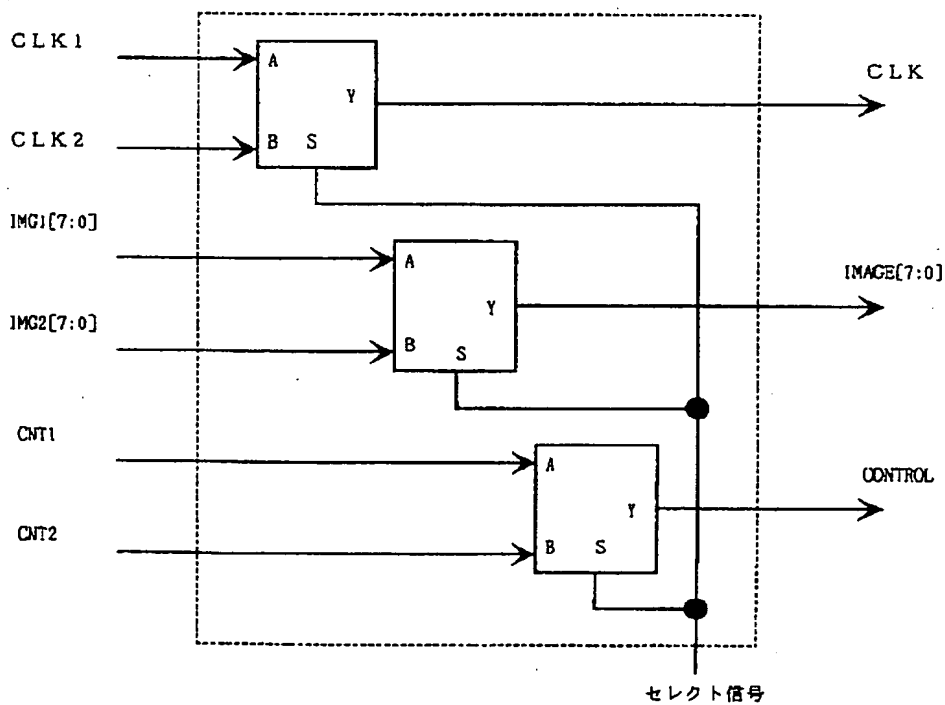 CLK1
A
Y
CLK
CLK2
B S
IMG1[7:0]
A
IMAGE[7:0]
Y
IMG2[7:0]
B
S
CNT1
A
CONTROL
Y
CNT2
B S
セレクト信号